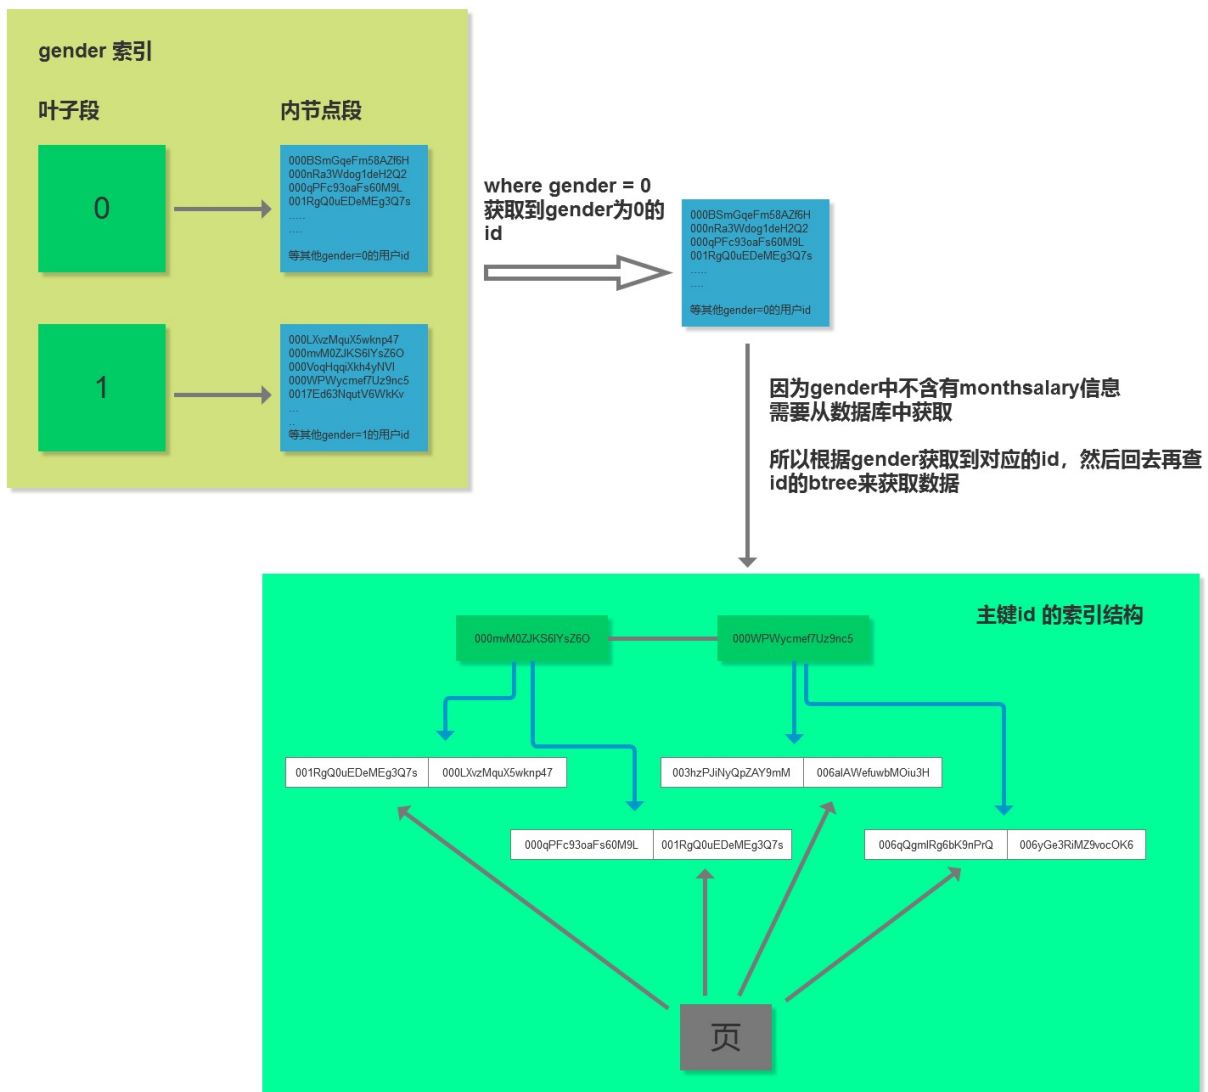 gender 索引
叶子段
内节点段
0
000BSmGqeFm58AZf6H
000nRa3Wdog1deH2Q2
000qPFc93oaFs60M9L
001RgQ0uEDeMEg3Q7s
.....
....
等其他gender=0的用户id
1
000LXvzMquX5wknp47
000mvM0ZJKS6lYsZ6O
000VoqHqqiXkh4yNVI
000WPWycmef7Uz9nc5
0017Ed63NqutV6WkKv
...
..
等其他gender=1的用户id
where gender = 0
获取到gender为0的
id
000BSmGqeFm58AZf6H
000nRa3Wdog1deH2Q2
000qPFc93oaFs60M9L
001RgQ0uEDeMEg3Q7s
.....
....
等其他gender=0的用户id
因为gender中不含有monthsalary信息
需要从数据库中获取
所以根据gender获取到对应的id，然后回去再查
id的btree来获取数据
主键id 的索引结构
000mvM0ZJKS6lYsZ6O
000WPWycmef7Uz9nc5
001RgQ0uEDeMEg3Q7s
000LXvzMquX5wknp47
003hzPJiNyQpZAY9mM
006alAWefuwbMOiu3H
000qPFc93oaFs60M9L
001RgQ0uEDeMEg3Q7s
006qQgmlRg6bK9nPrQ
006yGe3RiMZ9vocOK6
页